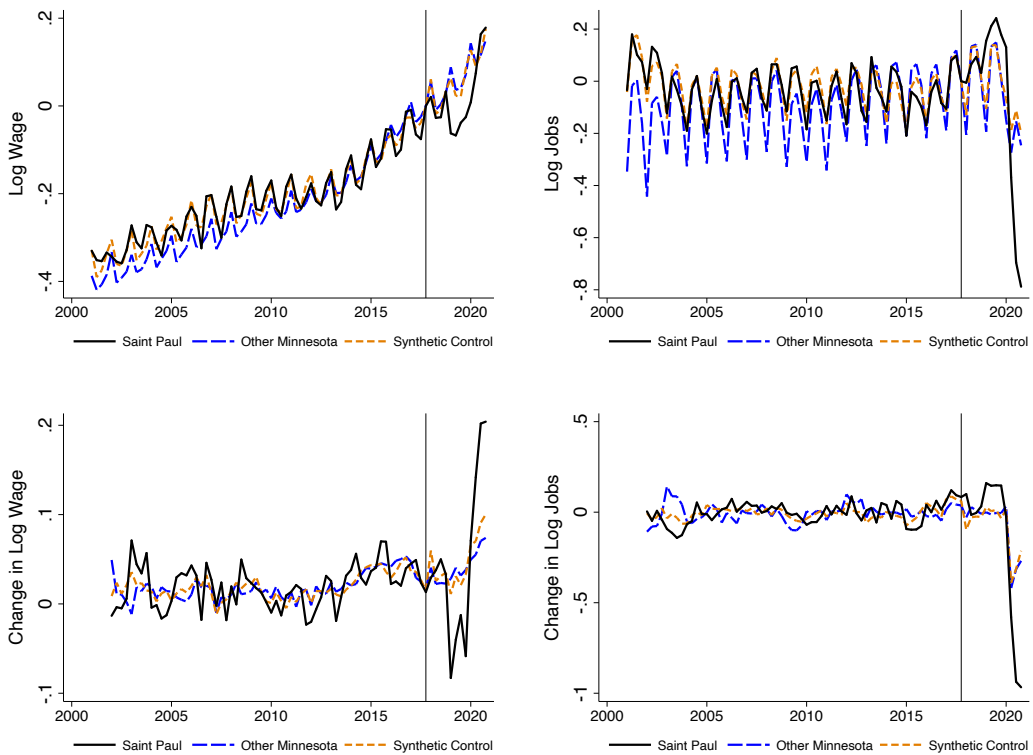 Log Wage
.2
0
-.2
-.4
2000 2005 2010 2015 2020
Saint Paul Other Minnesota Synthetic Control
Log Jobs
.2
0
-.2
-.4
-.6
-.8
2000 2005 2010 2015 2020
Saint Paul Other Minnesota Synthetic Control
Change in Log Wage
.2
.1
0
-.1
2000 2005 2010 2015 2020
Saint Paul Other Minnesota Synthetic Control
Change in Log Jobs
.5
0
-.5
-1
2000 2005 2010 2015 2020
Saint Paul Other Minnesota Synthetic Control